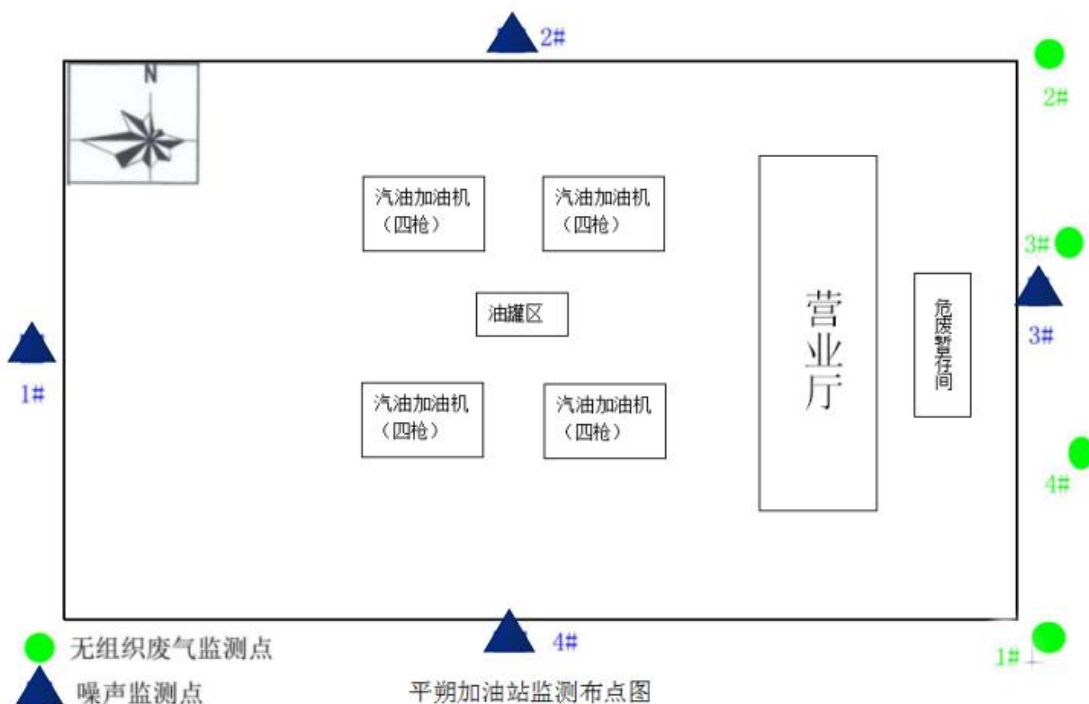 2#
2#
N
汽油加油机
（四枪）
汽油加油机
（四枪）
3#
油罐区
营业厅
危废暂存间
3#
1#
汽油加油机
（四枪）
汽油加油机
（四枪）
4#
无组织废气监测点
4#
1#
噪声监测点
平朔加油站监测布点图